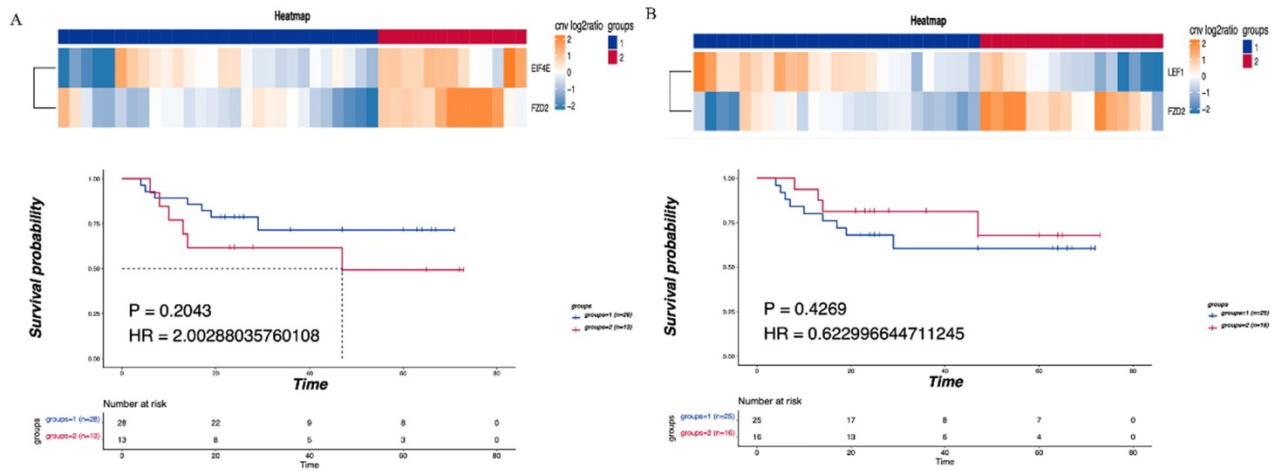 A
Heatmap
cnv log2ratio groups
2
1
0
−1
−2
1
2
EIF4E
FZD2
Survival probability
1.00
0.75
0.50
0.25
0.00
P = 0.2043
HR = 2.00288035760108
0
20
40
60
80
Time
groups
groups=1 (n=28)
groups=2 (n=13)
Number at risk
groups
groups=1 (n=28) 28 22 9 8 0
groups=2 (n=13) 13 8 5 3 0
0 20 40 60 80
Time
B
Heatmap
cnv log2ratio groups
2
1
0
−1
−2
1
2
LEF1
FZD2
Survival probability
1.00
0.75
0.50
0.25
0.00
P = 0.4269
HR = 0.622996644711245
0
20
40
60
80
Time
groups
groups=1 (n=25)
groups=2 (n=16)
Number at risk
groups
groups=1 (n=25) 25 17 8 7 0
groups=2 (n=16) 16 13 6 4 0
0 20 40 60 80
Time